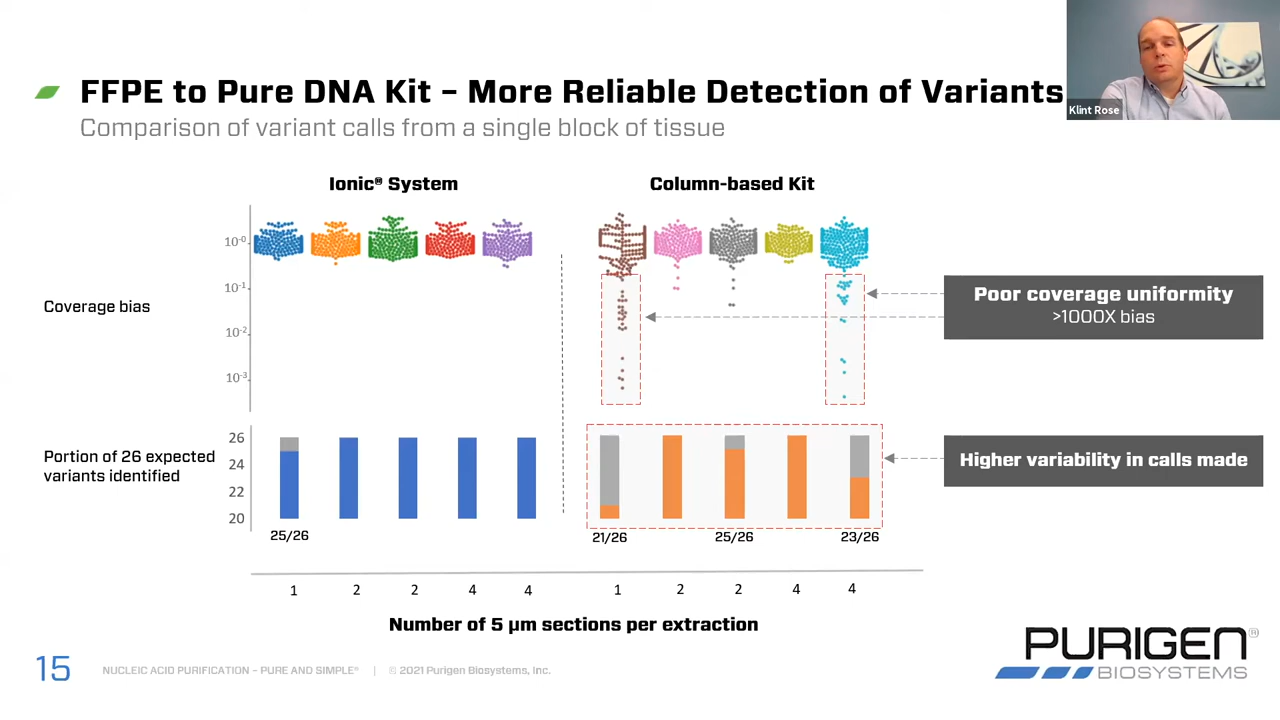 FFPE to Pure DNA Kit – More Reliable Detection of Variants
Comparison of variant calls from a single block of tissue
Klint Rose
Ionic® System
Column-based Kit
Coverage bias
10⁻⁰
10⁻¹
10⁻²
10⁻³
Poor coverage uniformity
>1000X bias
Portion of 26 expected
variants identified
26
24
22
20
Higher variability in calls made
25/26
21/26
25/26
23/26
1 2 2 4 4 1 2 2 4 4
Number of 5 µm sections per extraction
15
NUCLEIC ACID PURIFICATION – PURE AND SIMPLE® | © 2021 Purigen Biosystems, Inc.
PURIGEN®
BIOSYSTEMS